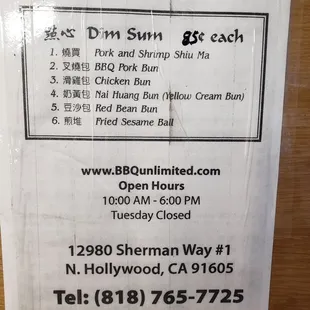 點心 Dim Sum 85¢ each
1. 燒買 Pork and Shrimp Shiu Ma
2. 叉燒包 BBQ Pork Bun
3. 滑雞包 Chicken Bun
4. 奶黃包 Nai Huang Bun (Yellow Cream Bun)
5. 豆沙包 Red Bean Bun
6. 煎堆 Fried Sesame Ball
www.BBQunlimited.com
Open Hours
10:00 AM - 6:00 PM
Tuesday Closed
12980 Sherman Way #1
N. Hollywood, CA 91605
Tel: (818) 765-7725